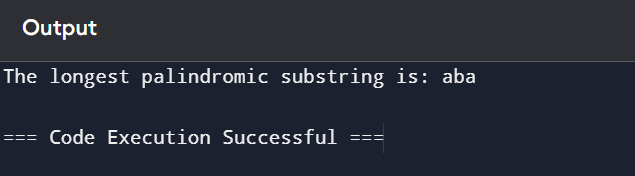 Output
The longest palindromic substring is: aba
=== Code Execution Successful ===